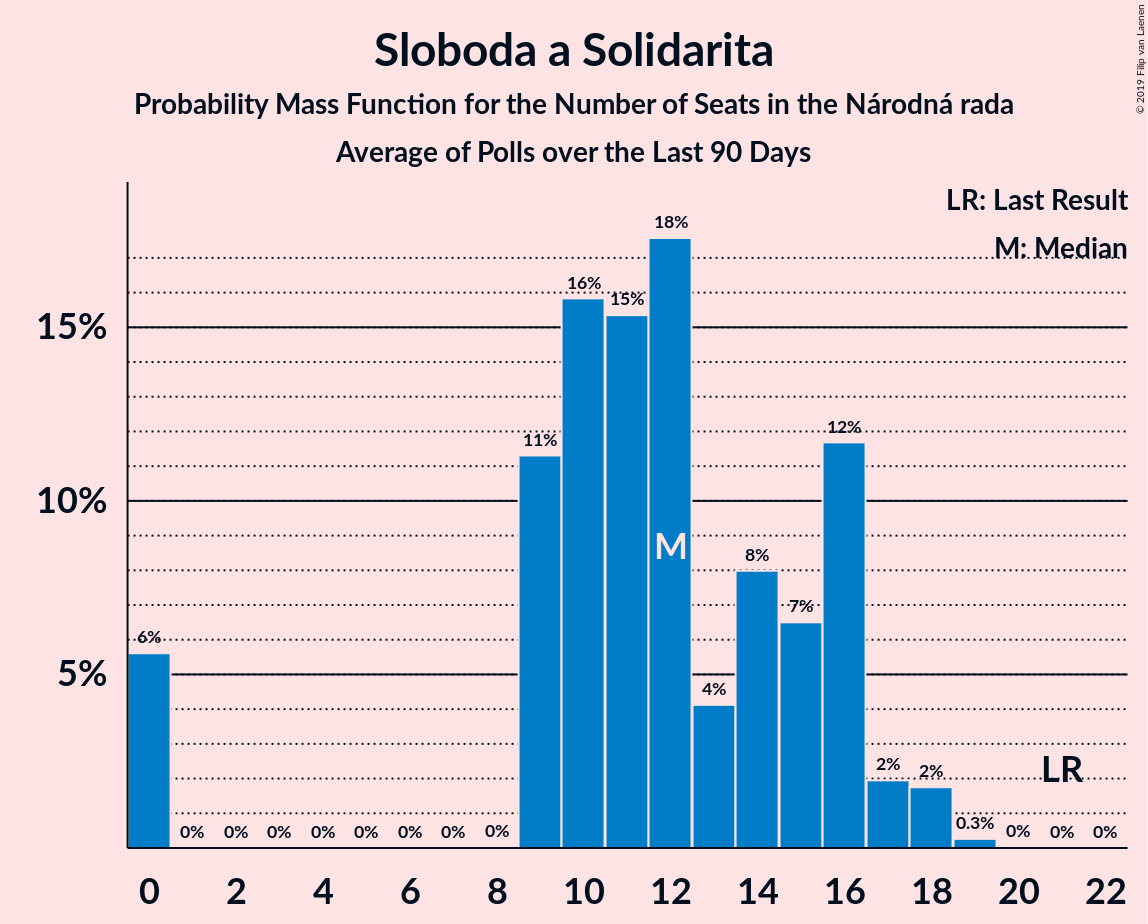 Sloboda a Solidarita
Probability Mass Function for the Number of Seats in the Národná rada
Average of Polls over the Last 90 Days
© 2019 Filip van Laenen
LR: Last Result
M: Median
15%
10%
5%
6%
0%
0%
0%
0%
0%
0%
0%
0%
11%
16%
15%
18%
4%
8%
7%
12%
2%
2%
0.3%
0%
0%
0%
M
LR
0 2 4 6 8 10 12 14 16 18 20 22